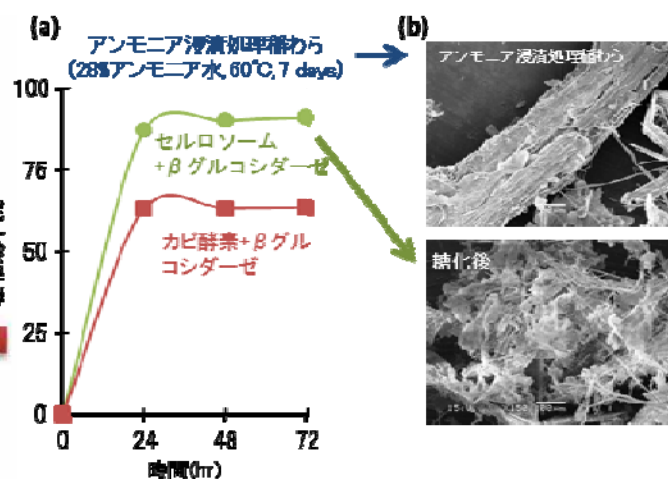 (a)
アンモニア浸漬処理稲わら
(28%アンモニア水, 60℃, 7 days)
(b)
アンモニア浸漬処理稲わら
100
75
50
25
0
セルロソーム
+βグルコシダーゼ
カビ酵素+βグル
コシダーゼ
糖化後
0
24
48
72
時間(hr)